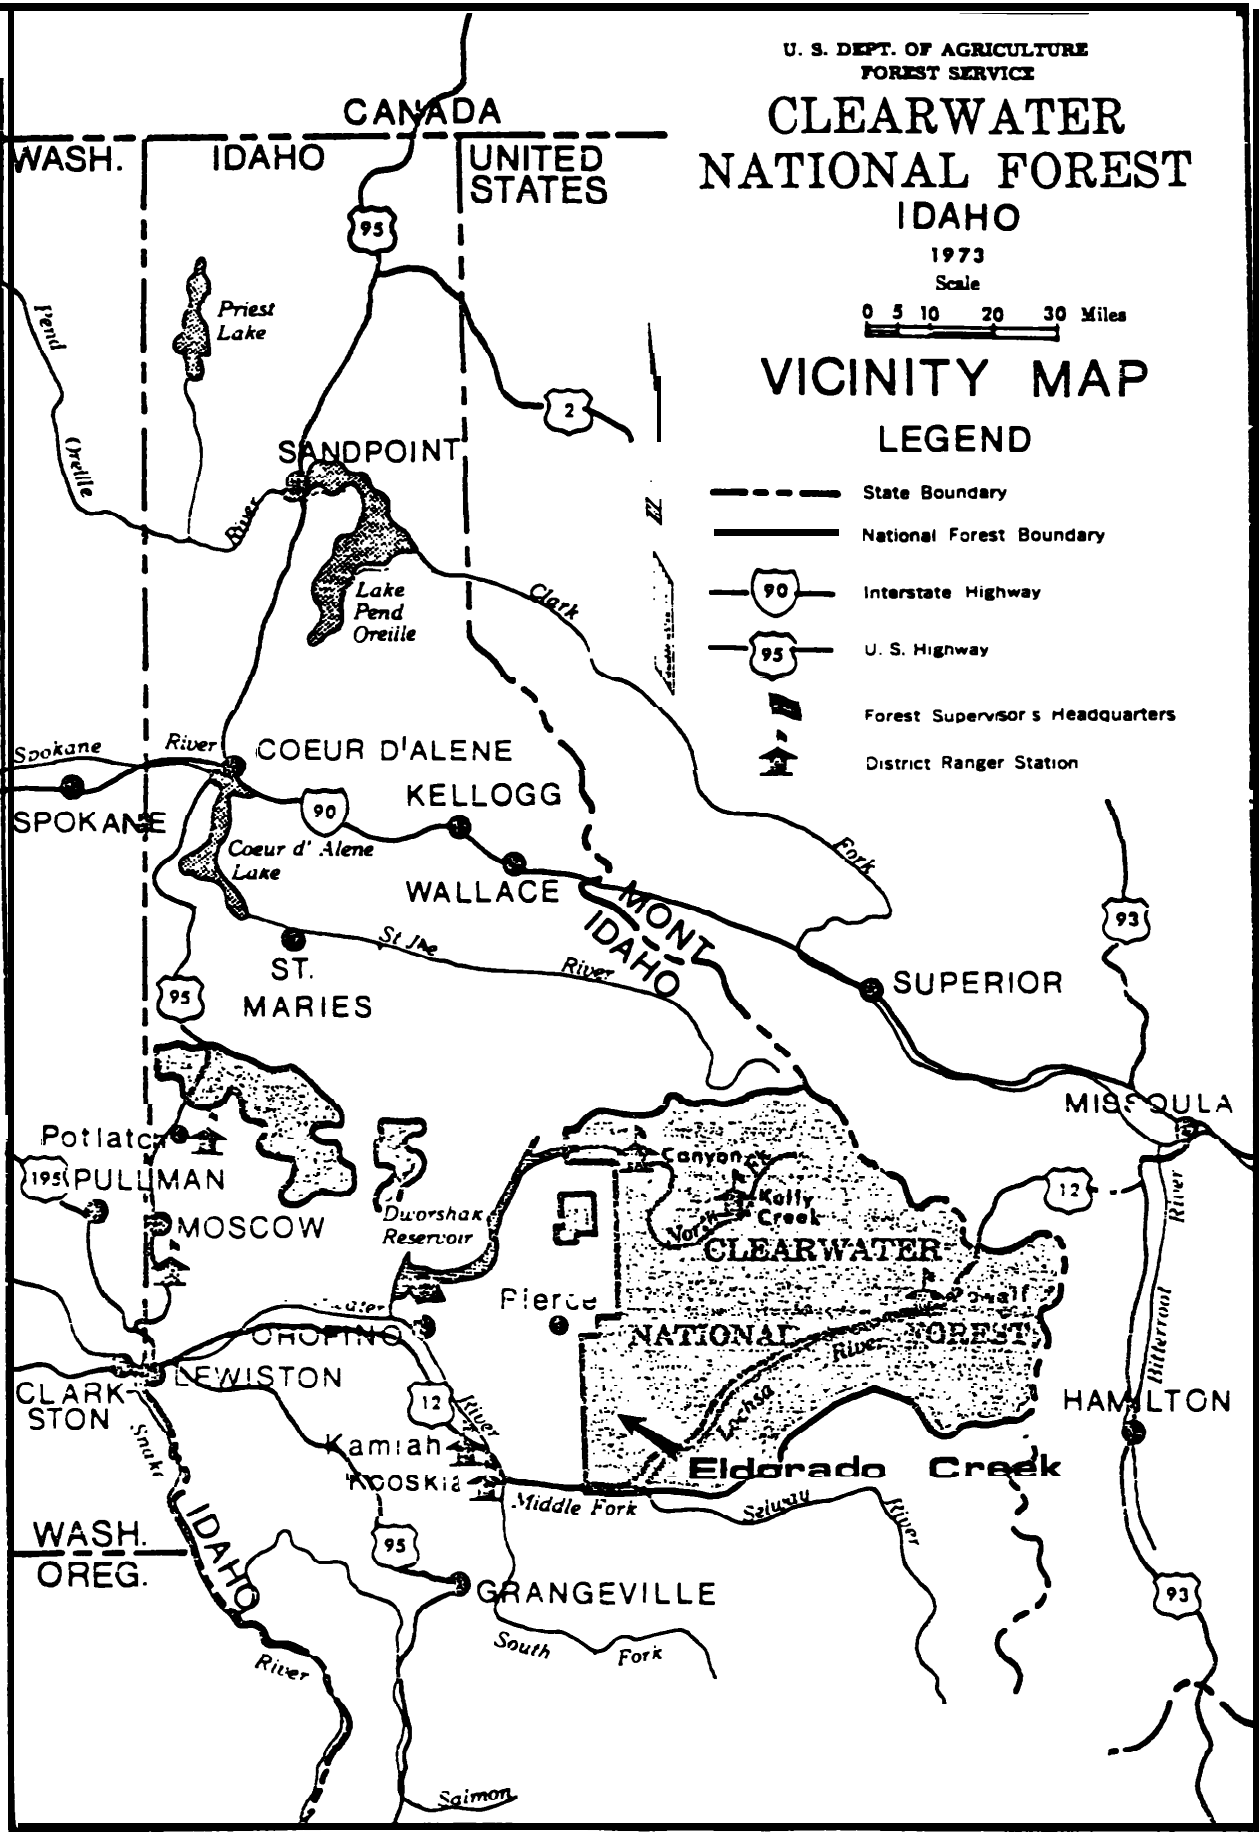 U. S. DEPT. OF AGRICULTURE
FOREST SERVICE
CLEARWATER
NATIONAL FOREST
IDAHO
1973
Scale
0 5 10 20 30 Miles
VICINITY MAP
LEGEND
State Boundary
National Forest Boundary
90 Interstate Highway
95 U. S. Highway
Forest Supervisor s Headquarters
District Ranger Station
CANADA
WASH. IDAHO UNITED
STATES
95
Priest
Lake
Pend
Oreille
River
2
SANDPOINT
Lake
Pend
Oreille
Clark
Fork
Spokane River
COEUR D'ALENE
SPOKANE
90
KELLOGG
WALLACE
Coeur d' Alene
Lake
MONT
IDAHO
93
St Joe
River
ST.
MARIES
SUPERIOR
95
MISSOULA
Potlatch
195
PULLMAN
MOSCOW
Dworshak
Reservoir
Canyon
Kelly
Creek
North
Fk
12
River
Bitterroot
CLEARWATER
NATIONAL FOREST
Pierce
Powell
River
Lochsa
OROFINO
LEWISTON
CLARK-
STON
Snake
12
River
Kamiah
Kooskia
HAMILTON
Eldorado Creek
Middle Fork
Selway
River
WASH.
OREG.
IDAHO
95
GRANGEVILLE
93
South Fork
River
Salmon